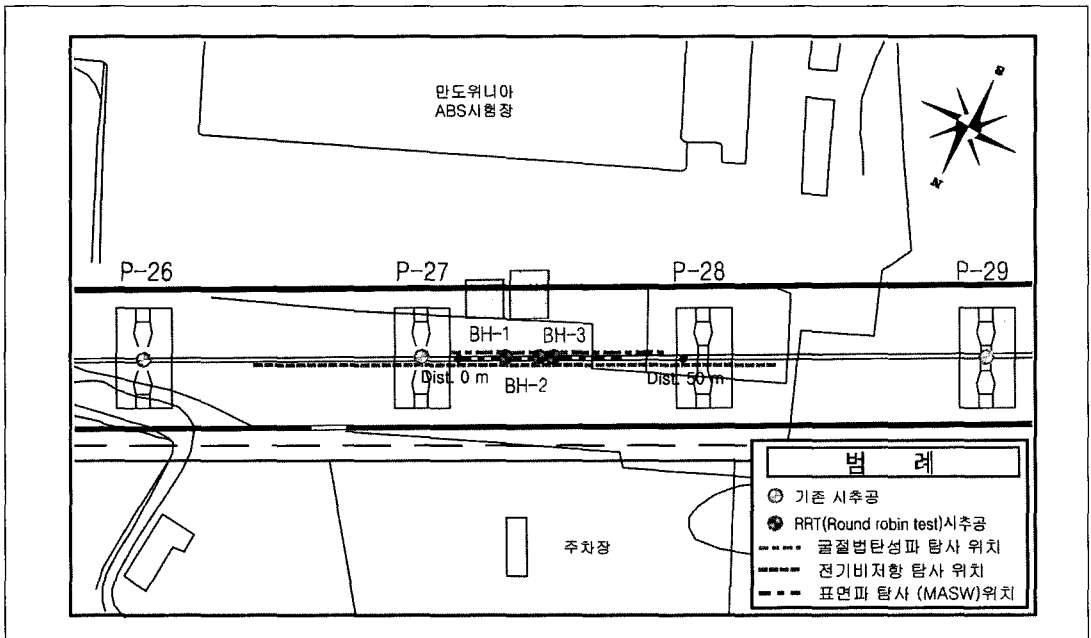 만도위니아
ABS시험장
S
N
P-26
P-27
P-28
P-29
BH-1
BH-3
Dist. 0 m
BH-2
Dist. 50 m
주차장
범 례
기존 시추공
RRT(Round robin test)시추공
굴절법탄성파 탐사 위치
전기비저항 탐사 위치
표면파 탐사 (MASW)위치